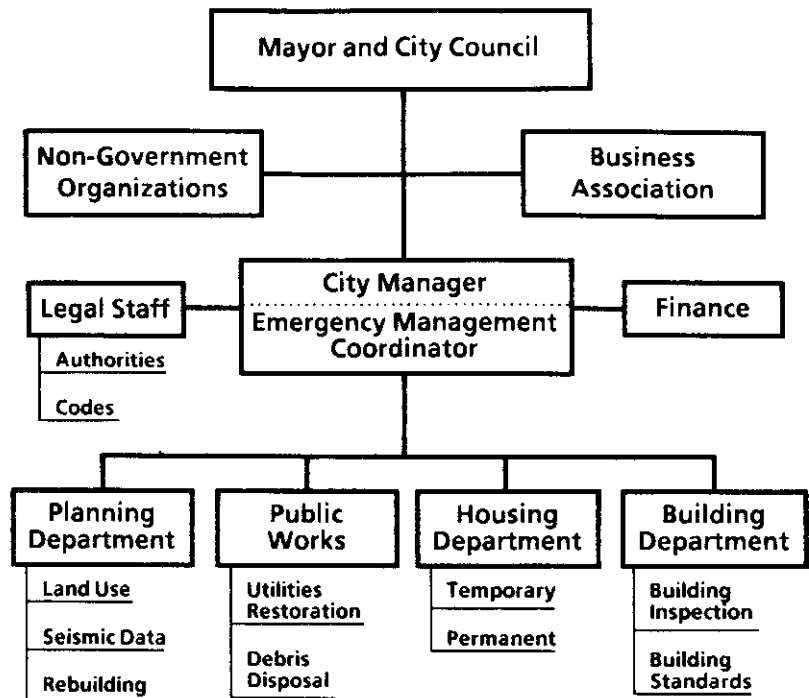 Mayor and City Council
Non-Government
Organizations
Business
Association
Legal Staff
Authorities
Codes
City Manager
Emergency Management
Coordinator
Finance
Planning
Department
Land Use
Seismic Data
Rebuilding
Public
Works
Utilities
Restoration
Debris
Disposal
Housing
Department
Temporary
Permanent
Building
Department
Building
Inspection
Building
Standards